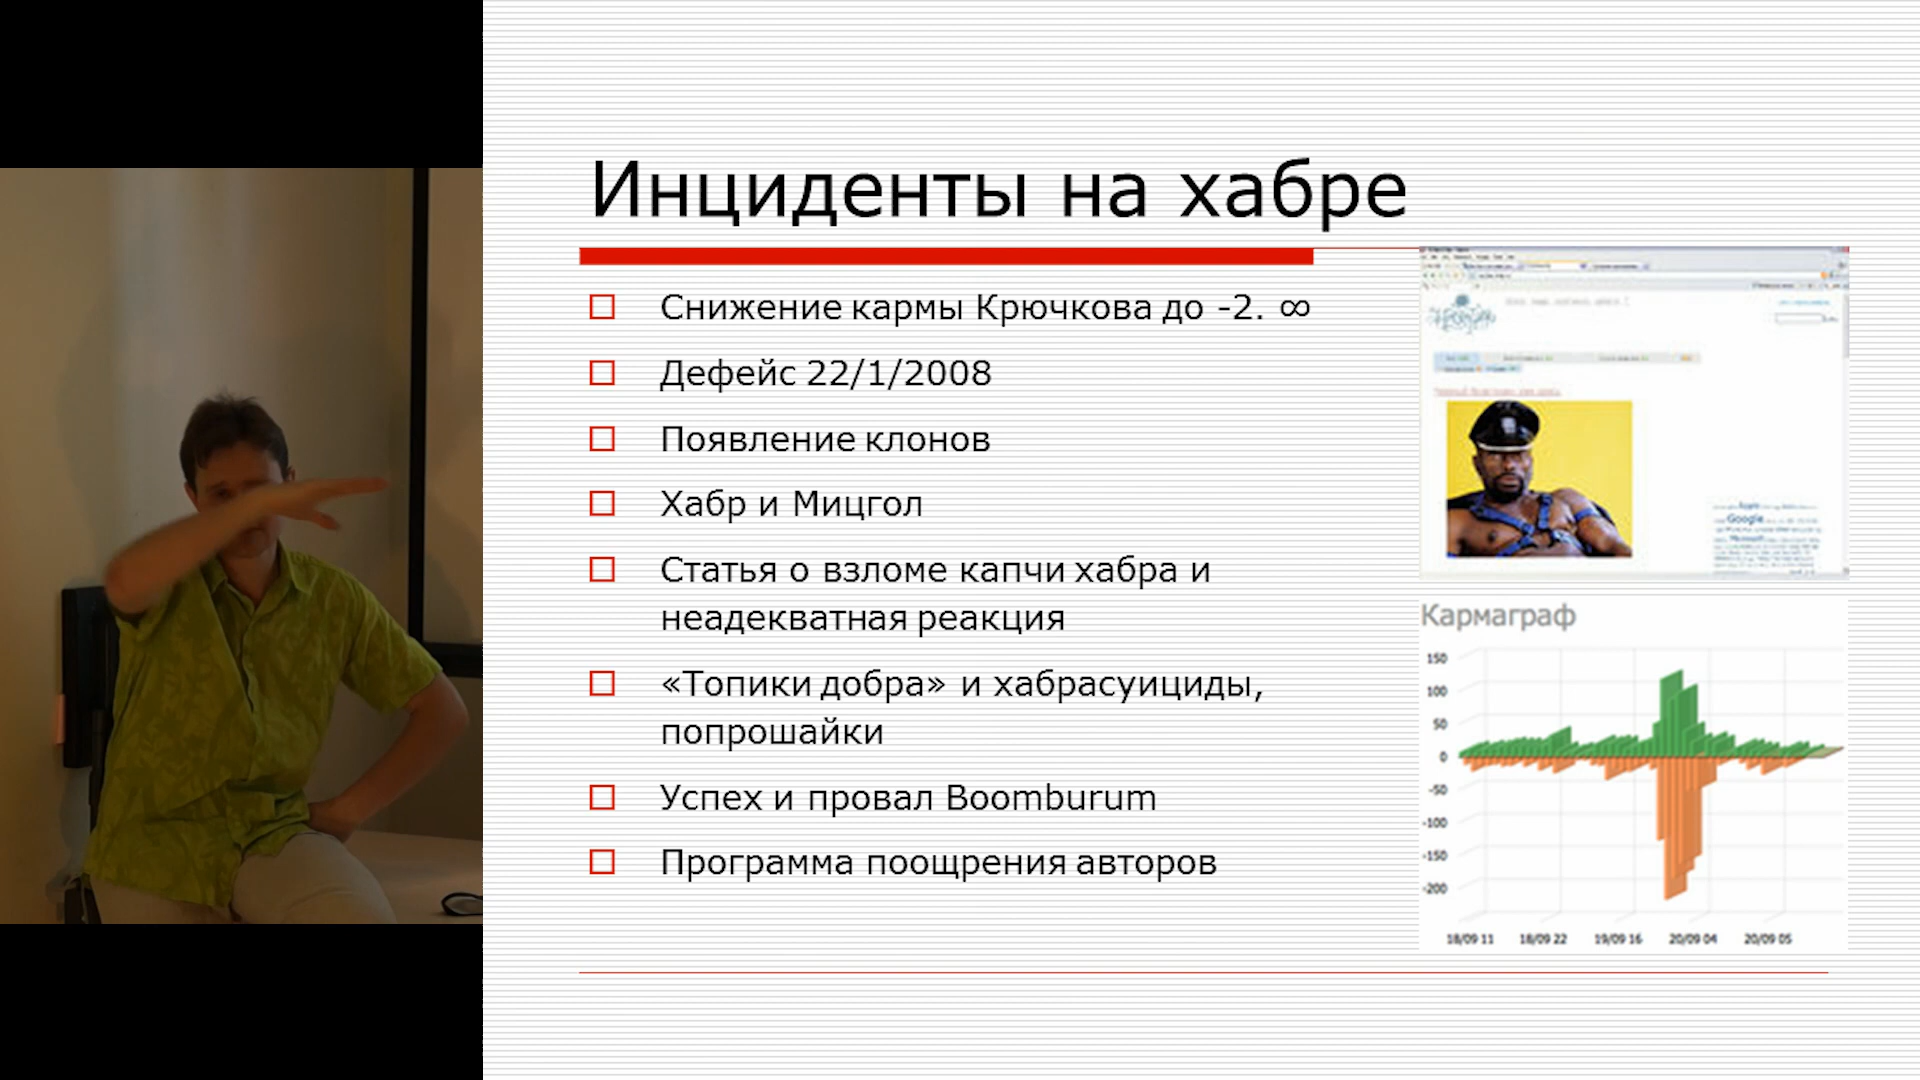 Инциденты на хабре
Снижение кармы Крючкова до -2. ∞
Дефейс 22/1/2008
Появление клонов
Хабр и Мицгол
Статья о взломе капчи хабра и
неадекватная реакция
«Топики добра» и хабрасуициды,
попрошайки
Успех и провал Boomburum
Программа поощрения авторов
Google
Кармаграф
150
100
50
0
-50
-100
-150
-200
18/09 11 18/09 22 19/09 16 20/09 04 20/09 05